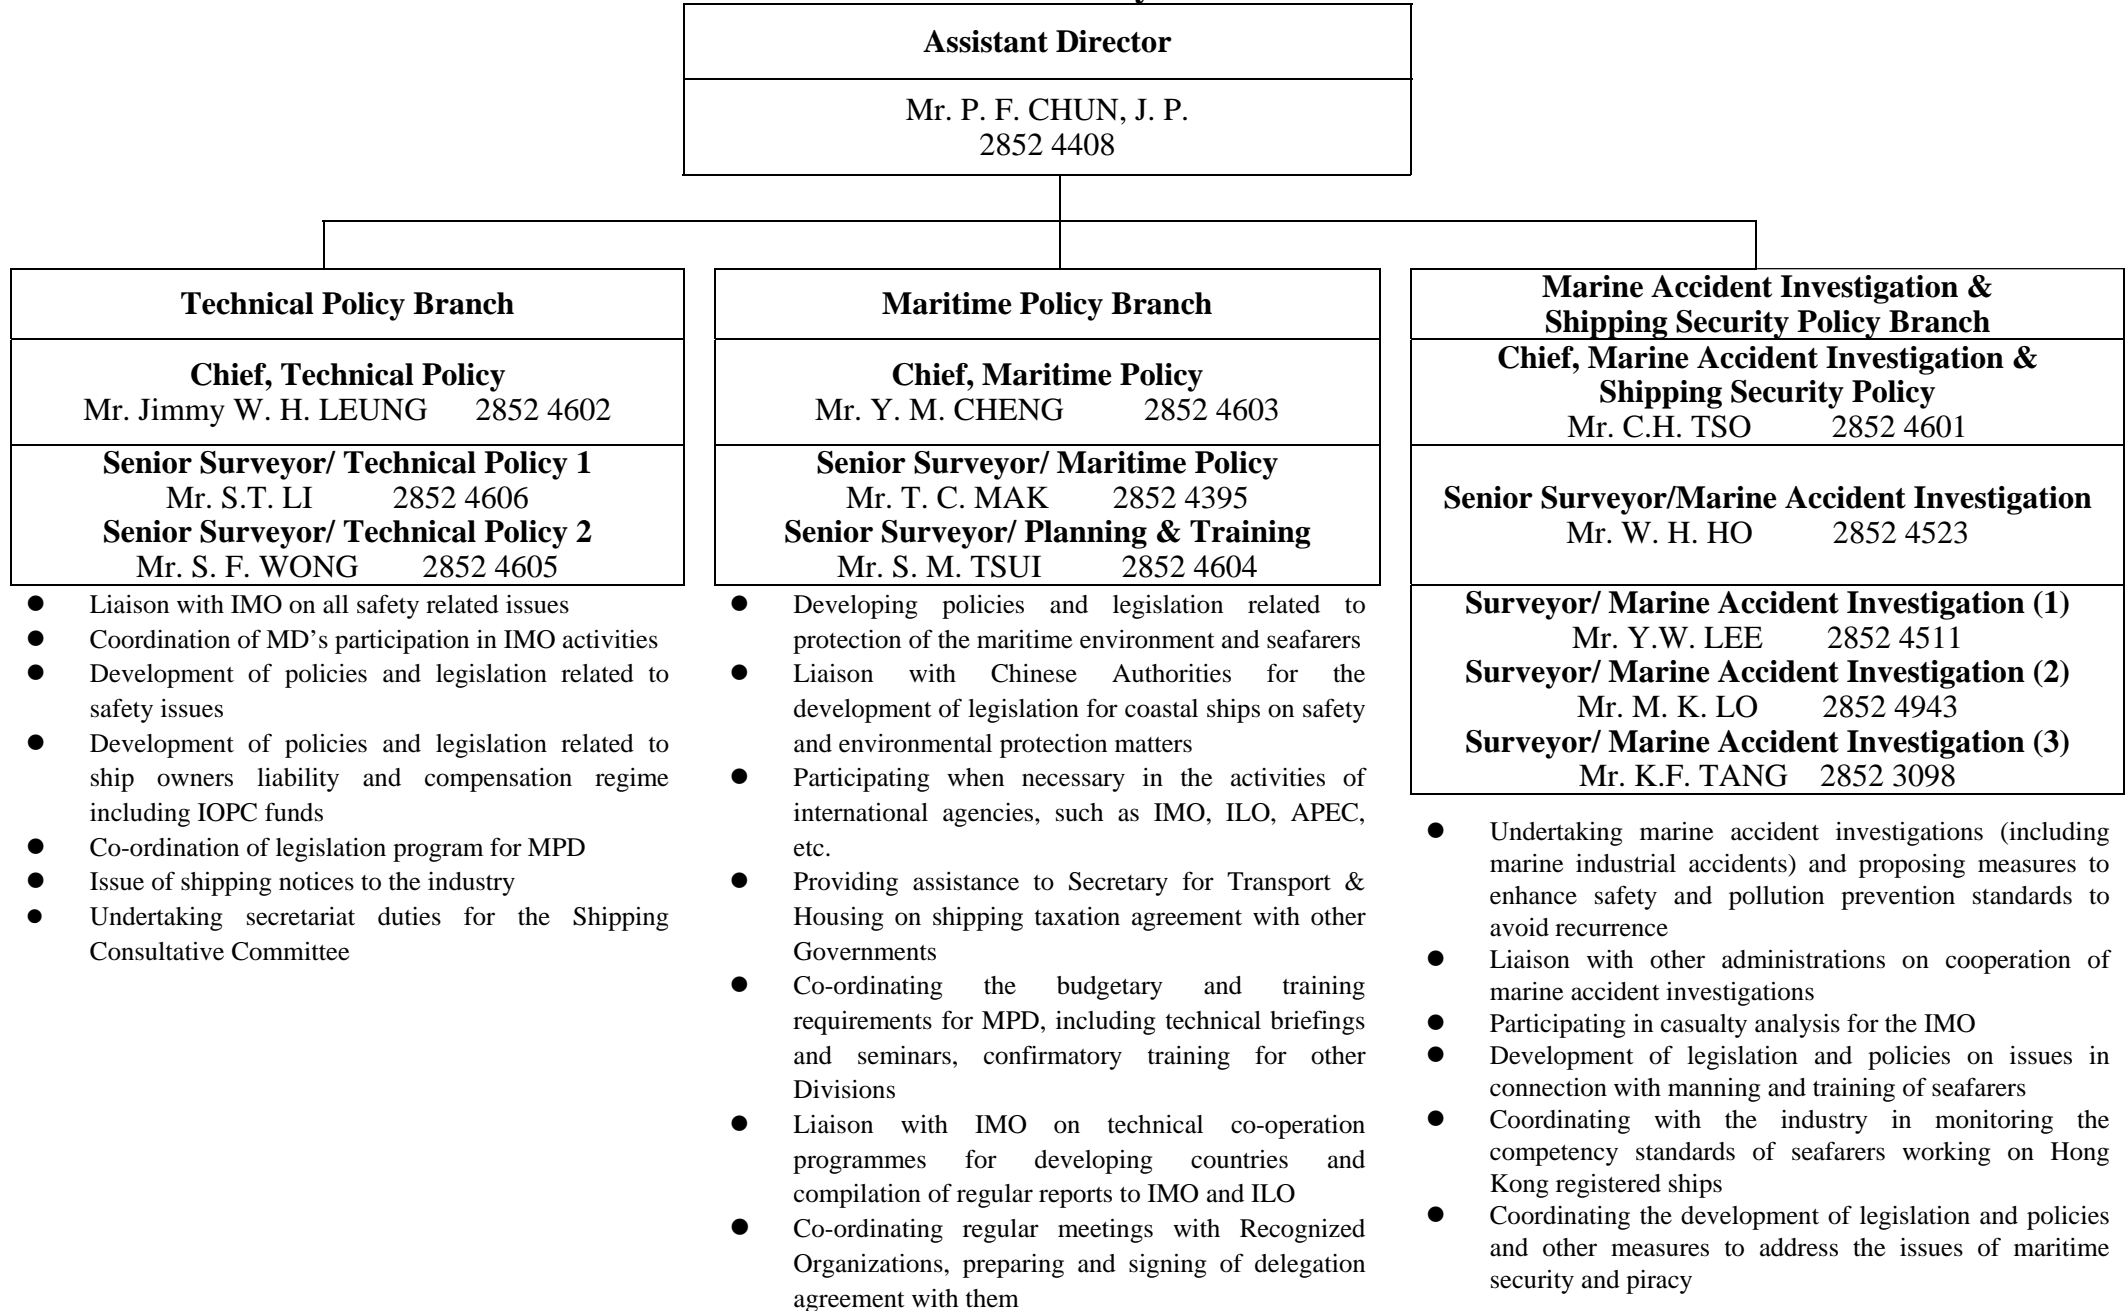 Assistant Director
Mr. P. F. CHUN, J. P.
2852 4408
Technical Policy Branch
Chief, Technical Policy
Mr. Jimmy W. H. LEUNG 2852 4602
Senior Surveyor/ Technical Policy 1
Mr. S.T. LI 2852 4606
Senior Surveyor/ Technical Policy 2
Mr. S. F. WONG 2852 4605
● Liaison with IMO on all safety related issues
● Coordination of MD’s participation in IMO activities
● Development of policies and legislation related to
safety issues
● Development of policies and legislation related to
ship owners liability and compensation regime
including IOPC funds
● Co-ordination of legislation program for MPD
● Issue of shipping notices to the industry
● Undertaking secretariat duties for the Shipping
Consultative Committee
Maritime Policy Branch
Chief, Maritime Policy
Mr. Y. M. CHENG 2852 4603
Senior Surveyor/ Maritime Policy
Mr. T. C. MAK 2852 4395
Senior Surveyor/ Planning & Training
Mr. S. M. TSUI 2852 4604
● Developing policies and legislation related to
protection of the maritime environment and seafarers
● Liaison with Chinese Authorities for the
development of legislation for coastal ships on safety
and environmental protection matters
● Participating when necessary in the activities of
international agencies, such as IMO, ILO, APEC,
etc.
● Providing assistance to Secretary for Transport &
Housing on shipping taxation agreement with other
Governments
● Co-ordinating the budgetary and training
requirements for MPD, including technical briefings
and seminars, confirmatory training for other
Divisions
● Liaison with IMO on technical co-operation
programmes for developing countries and
compilation of regular reports to IMO and ILO
● Co-ordinating regular meetings with Recognized
Organizations, preparing and signing of delegation
agreement with them
Marine Accident Investigation &
Shipping Security Policy Branch
Chief, Marine Accident Investigation &
Shipping Security Policy
Mr. C.H. TSO 2852 4601
Senior Surveyor/Marine Accident Investigation
Mr. W. H. HO 2852 4523
Surveyor/ Marine Accident Investigation (1)
Mr. Y.W. LEE 2852 4511
Surveyor/ Marine Accident Investigation (2)
Mr. M. K. LO 2852 4943
Surveyor/ Marine Accident Investigation (3)
Mr. K.F. TANG 2852 3098
● Undertaking marine accident investigations (including
marine industrial accidents) and proposing measures to
enhance safety and pollution prevention standards to
avoid recurrence
● Liaison with other administrations on cooperation of
marine accident investigations
● Participating in casualty analysis for the IMO
● Development of legislation and policies on issues in
connection with manning and training of seafarers
● Coordinating with the industry in monitoring the
competency standards of seafarers working on Hong
Kong registered ships
● Coordinating the development of legislation and policies
and other measures to address the issues of maritime
security and piracy